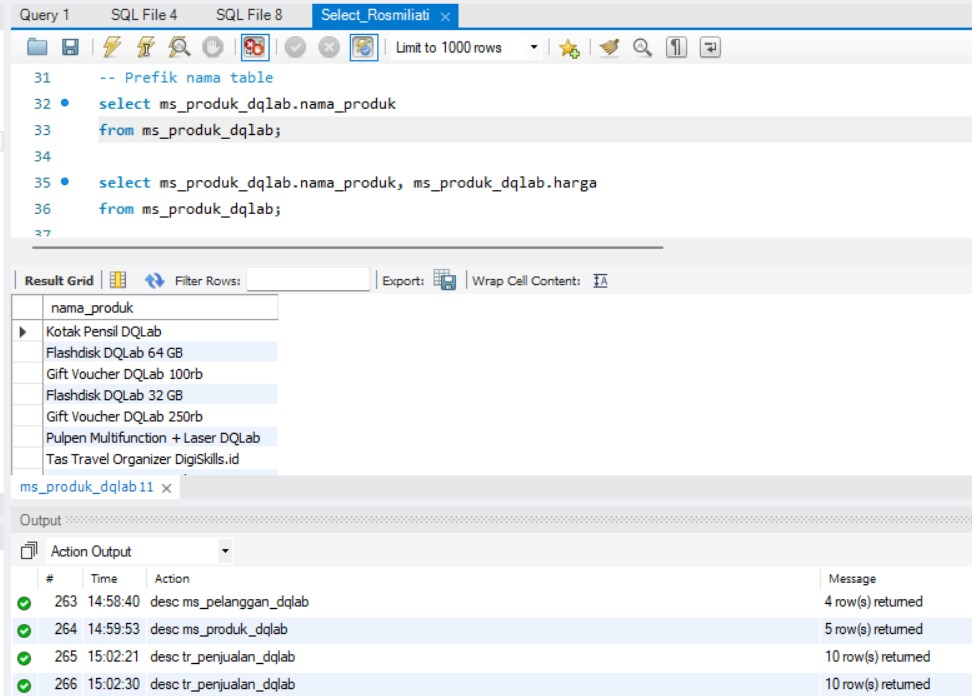 Query 1 SQL File 4 SQL File 8 Select_Rosmiliati
Limit to 1000 rows
31 -- Prefik nama table
32 select ms_produk_dqlab.nama_produk
33 from ms_produk_dqlab;
34
35 select ms_produk_dqlab.nama_produk, ms_produk_dqlab.harga
36 from ms_produk_dqlab;
37
Result Grid Filter Rows: Export: Wrap Cell Content:
nama_produk
Kotak Pensil DQLab
Flashdisk DQLab 64 GB
Gift Voucher DQLab 100rb
Flashdisk DQLab 32 GB
Gift Voucher DQLab 250rb
Pulpen Multifunction + Laser DQLab
Tas Travel Organizer DigiSkills.id
ms_produk_dqlab11
Output
Action Output
# Time Action Message
263 14:58:40 desc ms_pelanggan_dqlab 4 row(s) returned
264 14:59:53 desc ms_produk_dqlab 5 row(s) returned
265 15:02:21 desc tr_penjualan_dqlab 10 row(s) returned
266 15:02:30 desc tr_penjualan_dqlab 10 row(s) returned